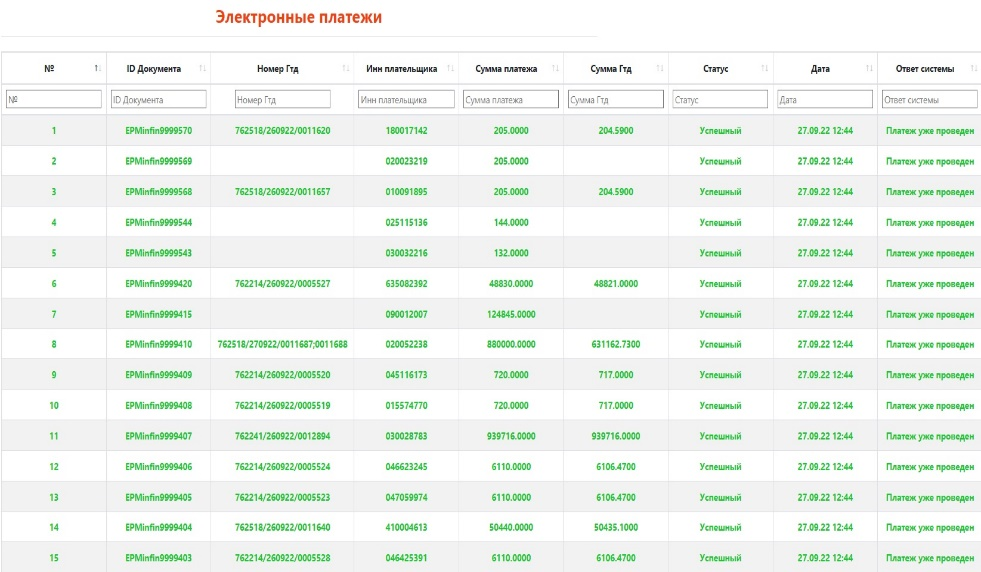 Электронные платежи
№ ID Документа Номер Гтд Инн плательщика Сумма платежа Сумма Гтд Статус Дата Ответ системы
№ ID Документа Номер Гтд Инн плательщика Сумма платежа Сумма Гтд Статус Дата Ответ системы
1 EPMinfin9999570 762518/260922/0011620 180017142 205.0000 204.5900 Успешный 27.09.22 12:44 Платеж уже проведен
2 EPMinfin9999569 020023219 205.0000 Успешный 27.09.22 12:44 Платеж уже проведен
3 EPMinfin9999568 762518/260922/0011657 010091895 205.0000 204.5900 Успешный 27.09.22 12:44 Платеж уже проведен
4 EPMinfin9999544 025115136 144.0000 Успешный 27.09.22 12:44 Платеж уже проведен
5 EPMinfin9999543 030032216 132.0000 Успешный 27.09.22 12:44 Платеж уже проведен
6 EPMinfin9999420 762214/260922/0005527 635082392 48830.0000 48821.0000 Успешный 27.09.22 12:44 Платеж уже проведен
7 EPMinfin9999415 090012007 124845.0000 Успешный 27.09.22 12:44 Платеж уже проведен
8 EPMinfin9999410 762518/270922/0011687;0011688 020052238 880000.0000 631162.7300 Успешный 27.09.22 12:44 Платеж уже проведен
9 EPMinfin9999409 762214/260922/0005520 045116173 720.0000 717.0000 Успешный 27.09.22 12:44 Платеж уже проведен
10 EPMinfin9999408 762214/260922/0005519 015574770 720.0000 717.0000 Успешный 27.09.22 12:44 Платеж уже проведен
11 EPMinfin9999407 762241/260922/0012894 030028783 939716.0000 939716.0000 Успешный 27.09.22 12:44 Платеж уже проведен
12 EPMinfin9999406 762214/260922/0005524 046623245 6110.0000 6106.4700 Успешный 27.09.22 12:44 Платеж уже проведен
13 EPMinfin9999405 762214/260922/0005523 047059974 6110.0000 6106.4700 Успешный 27.09.22 12:44 Платеж уже проведен
14 EPMinfin9999404 762518/260922/0011640 410004613 50440.0000 50435.1000 Успешный 27.09.22 12:44 Платеж уже проведен
15 EPMinfin9999403 762214/260922/0005528 046425391 6110.0000 6106.4700 Успешный 27.09.22 12:44 Платеж уже проведен